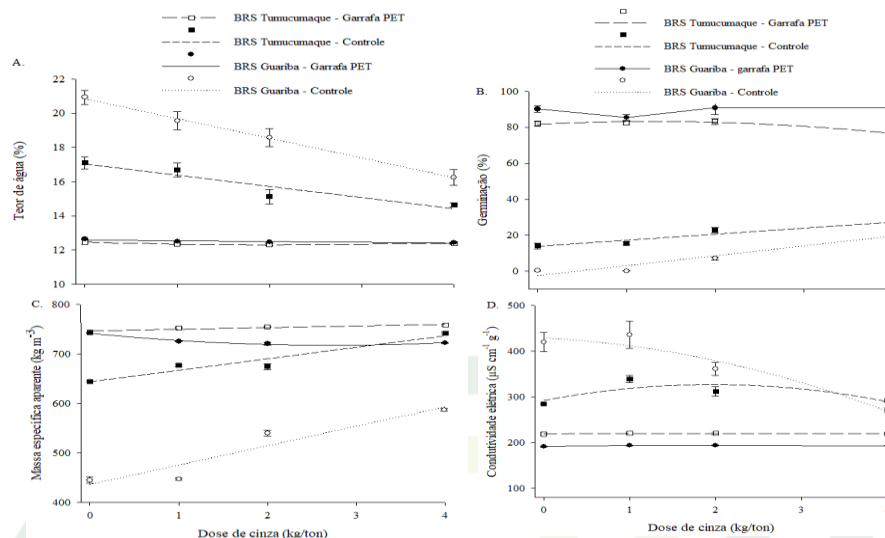 BRS Tumucumaque - Garrafa PET
BRS Tumucumaque - Controle
BRS Guariba - Garrafa PET
BRS Guariba - Controle
A.
Teor de água (%)
22
20
18
16
14
12
10
BRS Tumucumaque - Garrafa PET
BRS Tumucumaque - Controle
BRS Guariba - garrafa PET
BRS Guariba - Controle
B.
Germinação (%)
100
80
60
40
20
0
C.
Massa especifica aparente (kg m-3)
800
700
600
500
400
0 1 2 3 4
Dose de cinza (kg/ton)
D.
Condutividade elétrica (µS cm-1 g-1)
500
400
300
200
100
0 1 2 3
Dose de cinza (kg/ton)